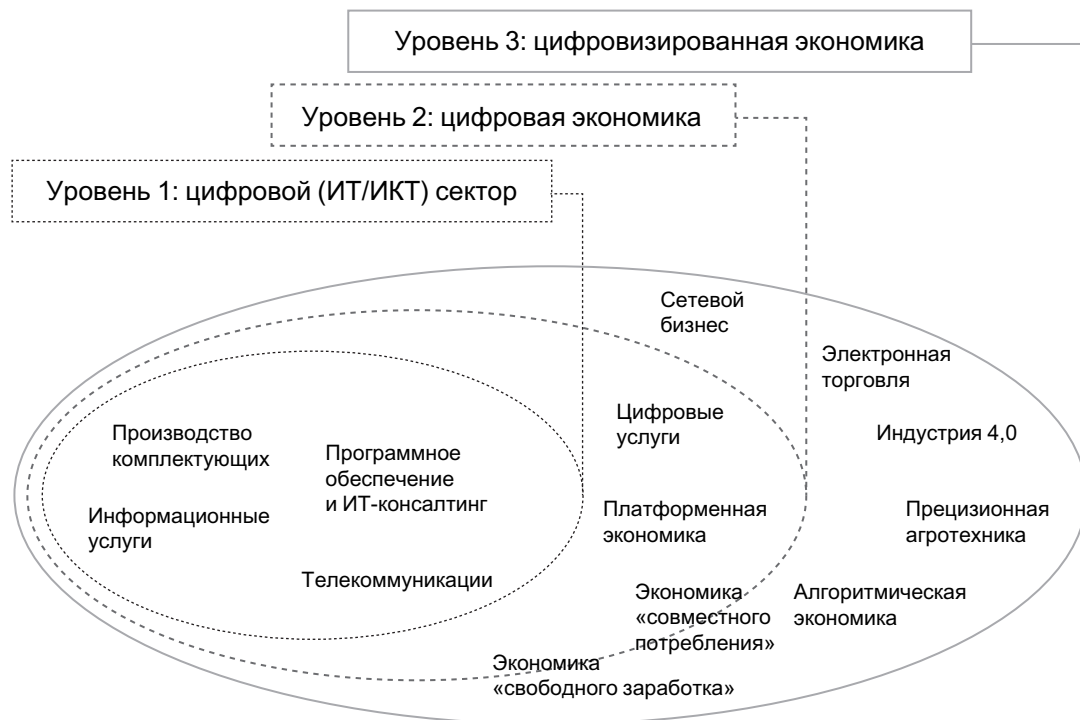 Уровень 3: цифровизированная экономика
Уровень 2: цифровая экономика
Уровень 1: цифровой (ИТ/ИКТ) сектор
Сетевой
бизнес
Электронная
торговля
Цифровые
услуги
Индустрия 4,0
Производство
комплектующих
Программное
обеспечение
и ИТ-консалтинг
Информационные
услуги
Платформенная
экономика
Прецизионная
агротехника
Телекоммуникации
Экономика
«совместного
потребления»
Алгоритмическая
экономика
Экономика
«свободного заработка»